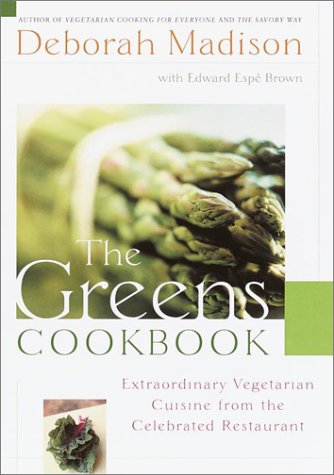 AUTHOR OF VEGETARIAN COOKING FOR EVERYONE AND THE SAVORY WAY
Deborah Madison
with Edward Espé Brown
The
Greens
COOKBOOK
Extraordinary Vegetarian
Cuisine from the
Celebrated Restaurant